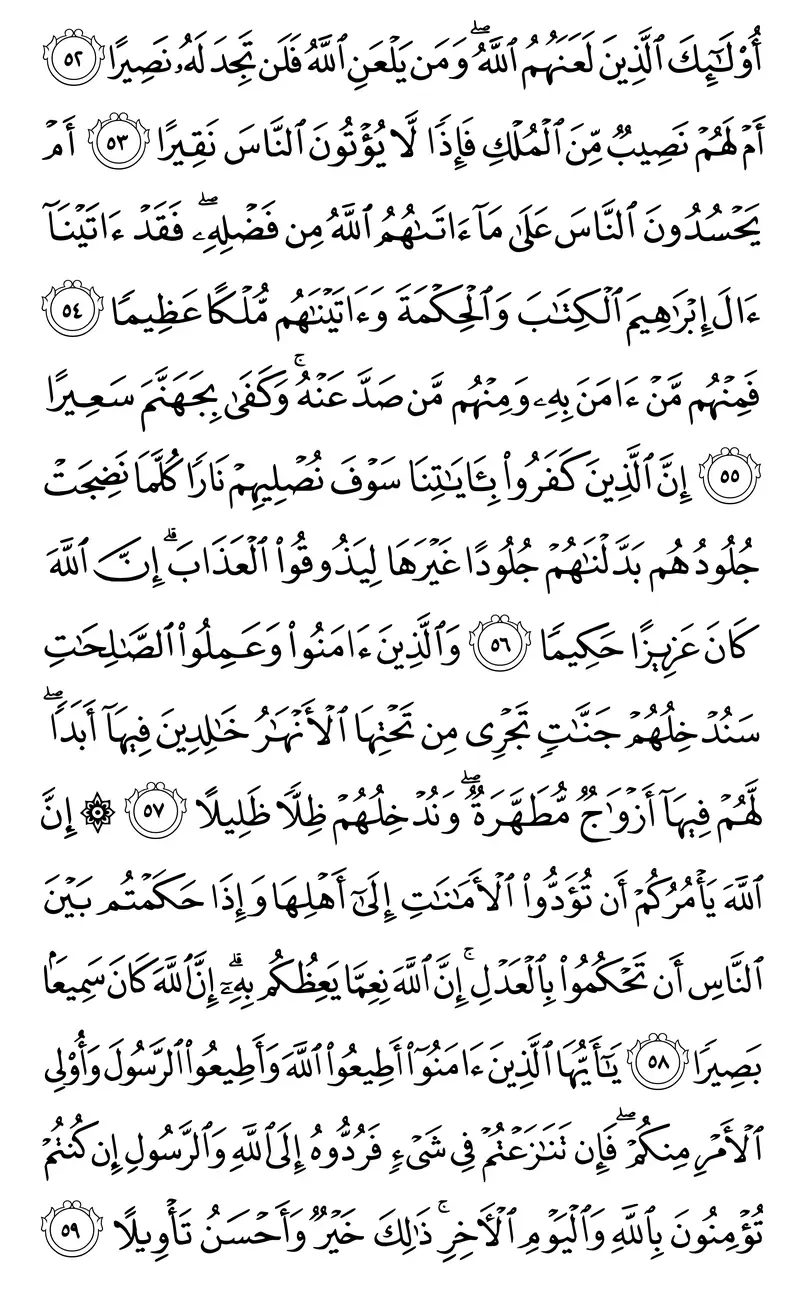 أُوْلَٰٓئِكَ ٱلَّذِينَ لَعَنَهُمُ ٱللَّهُۖ وَمَن يَلْعَنِ ٱللَّهُ فَلَن تَجِدَ لَهُۥ نَصِيرًا ٥٢
أَمْ لَهُمْ نَصِيبٌ مِّنَ ٱلْمُلْكِ فَإِذًا لَّا يُؤْتُونَ ٱلنَّاسَ نَقِيرًا ٥٣ أَمْ
يَحْسُدُونَ ٱلنَّاسَ عَلَىٰ مَآ ءَاتَىٰهُمُ ٱللَّهُ مِن فَضْلِهِۦۖ فَقَدْ ءَاتَيْنَآ
ءَالَ إِبْرَٰهِيمَ ٱلْكِتَٰبَ وَٱلْحِكْمَةَ وَءَاتَيْنَٰهُم مُّلْكًا عَظِيمًا ٥٤
فَمِنْهُم مَّنْ ءَامَنَ بِهِۦ وَمِنْهُم مَّن صَدَّ عَنْهُۚ وَكَفَىٰ بِجَهَنَّمَ سَعِيرًا
٥٥ إِنَّ ٱلَّذِينَ كَفَرُواْ بِـَٔايَٰتِنَا سَوْفَ نُصْلِيهِمْ نَارًا كُلَّمَا نَضِجَتْ
جُلُودُهُم بَدَّلْنَٰهُمْ جُلُودًا غَيْرَهَا لِيَذُوقُواْ ٱلْعَذَابَۗ إِنَّ ٱللَّهَ
كَانَ عَزِيزًا حَكِيمًا ٥٦ وَٱلَّذِينَ ءَامَنُواْ وَعَمِلُواْ ٱلصَّٰلِحَٰتِ
سَنُدْخِلُهُمْ جَنَّٰتٍ تَجْرِى مِن تَحْتِهَا ٱلْأَنْهَٰرُ خَٰلِدِينَ فِيهَآ أَبَدًاۖ
لَّهُمْ فِيهَآ أَزْوَٰجٌ مُّطَهَّرَةٌۖ وَنُدْخِلُهُمْ ظِلًّا ظَلِيلًا ٥٧ ۞ إِنَّ
ٱللَّهَ يَأْمُرُكُمْ أَن تُؤَدُّواْ ٱلْأَمَٰنَٰتِ إِلَىٰٓ أَهْلِهَا وَإِذَا حَكَمْتُم بَيْنَ
ٱلنَّاسِ أَن تَحْكُمُواْ بِٱلْعَدْلِۚ إِنَّ ٱللَّهَ نِعِمَّا يَعِظُكُم بِهِۦٓۗ إِنَّ ٱللَّهَ كَانَ سَمِيعًۢا
بَصِيرًا ٥٨ يَٰٓأَيُّهَا ٱلَّذِينَ ءَامَنُوٓاْ أَطِيعُواْ ٱللَّهَ وَأَطِيعُواْ ٱلرَّسُولَ وَأُوْلِى
ٱلْأَمْرِ مِنكُمْۖ فَإِن تَنَٰزَعْتُمْ فِى شَىْءٍ فَرُدُّوهُ إِلَى ٱللَّهِ وَٱلرَّسُولِ إِن كُنتُمْ
تُؤْمِنُونَ بِٱللَّهِ وَٱلْيَوْمِ ٱلْأٓخِرِۚ ذَٰلِكَ خَيْرٌ وَأَحْسَنُ تَأْوِيلًا ٥٩